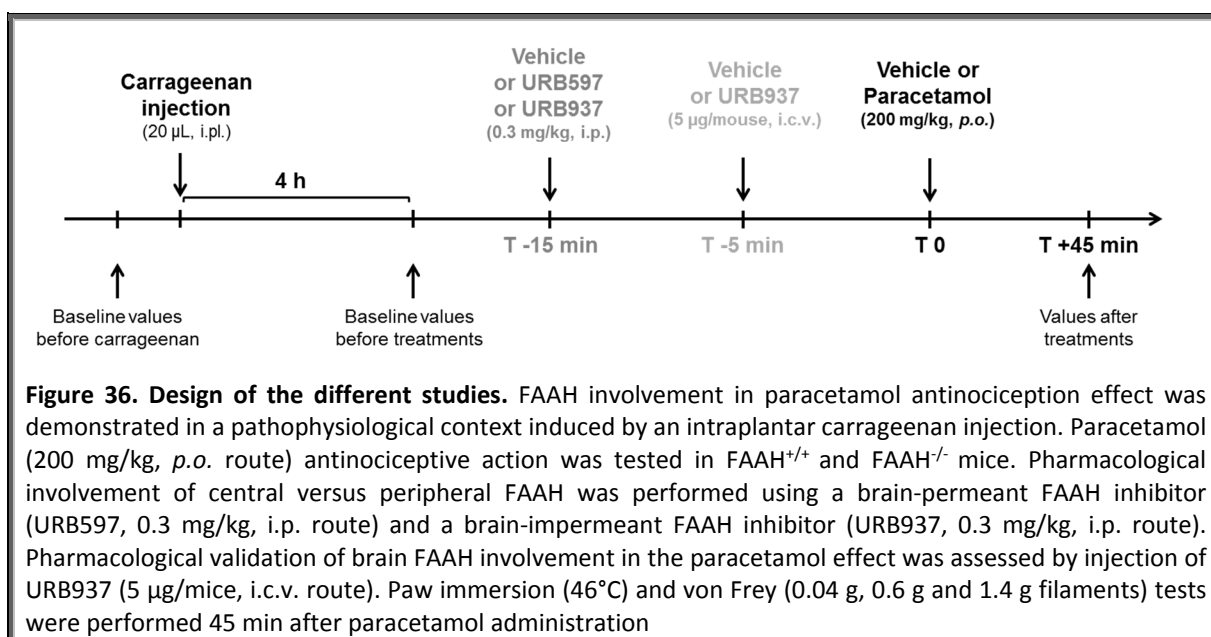 Carrageenan
injection
(20 µL, i.pl.)
Vehicle
or URB597
or URB937
(0.3 mg/kg, i.p.)
Vehicle
or URB937
(5 µg/mouse, i.c.v.)
Vehicle or
Paracetamol
(200 mg/kg, p.o.)
4 h
T -15 min
T -5 min
T 0
T +45 min
Baseline values
before carrageenan
Baseline values
before treatments
Values after
treatments
Figure 36. Design of the different studies. FAAH involvement in paracetamol antinociception effect was
demonstrated in a pathophysiological context induced by an intraplantar carrageenan injection. Paracetamol
(200 mg/kg, p.o. route) antinociceptive action was tested in FAAH+/+ and FAAH-/- mice. Pharmacological
involvement of central versus peripheral FAAH was performed using a brain-permeant FAAH inhibitor
(URB597, 0.3 mg/kg, i.p. route) and a brain-impermeant FAAH inhibitor (URB937, 0.3 mg/kg, i.p. route).
Pharmacological validation of brain FAAH involvement in the paracetamol effect was assessed by injection of
URB937 (5 µg/mice, i.c.v. route). Paw immersion (46°C) and von Frey (0.04 g, 0.6 g and 1.4 g filaments) tests
were performed 45 min after paracetamol administration